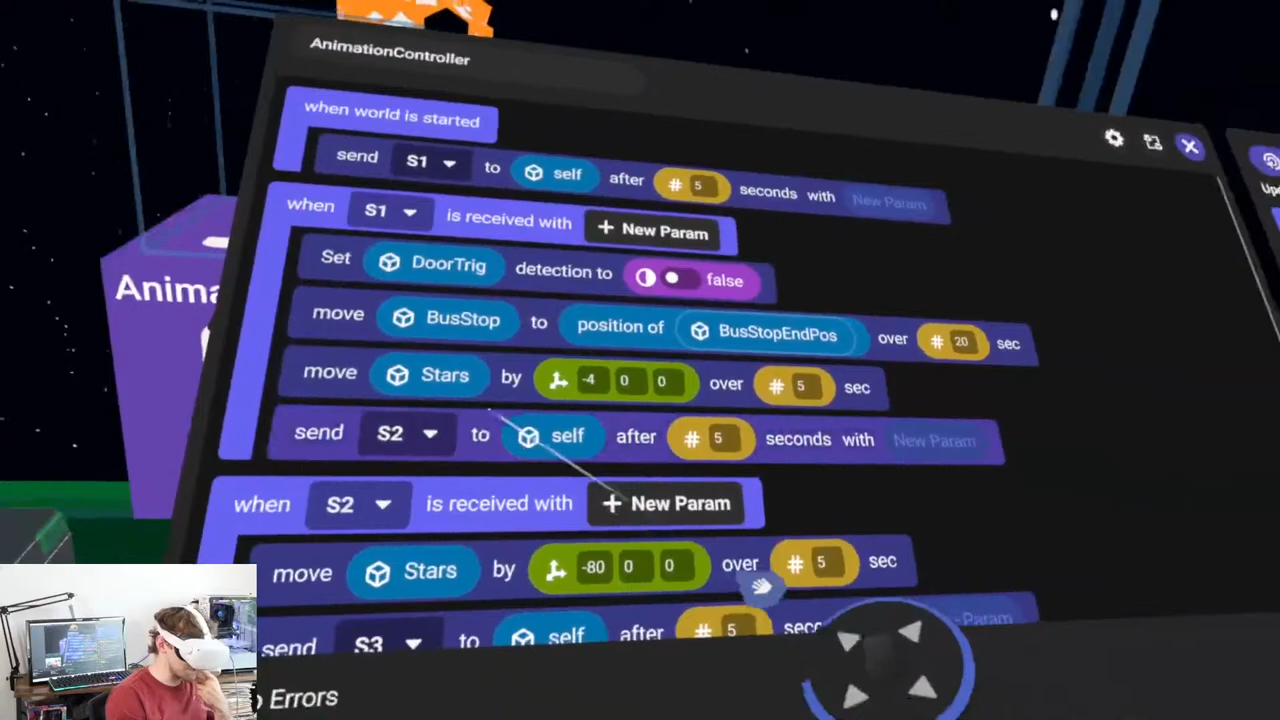 AnimationController
when world is started
send S1 to self after # 5 seconds with New Param
when S1 is received with + New Param
Set DoorTrig detection to false
move BusStop to position of BusStopEndPos over # 20 sec
Anima
move Stars by -4 0 0 over # 5 sec
send S2 to self after # 5 seconds with New Param
when S2 is received with + New Param
move Stars by -80 0 0 over # 5 sec
send S3 to self after # 5 Param
Errors